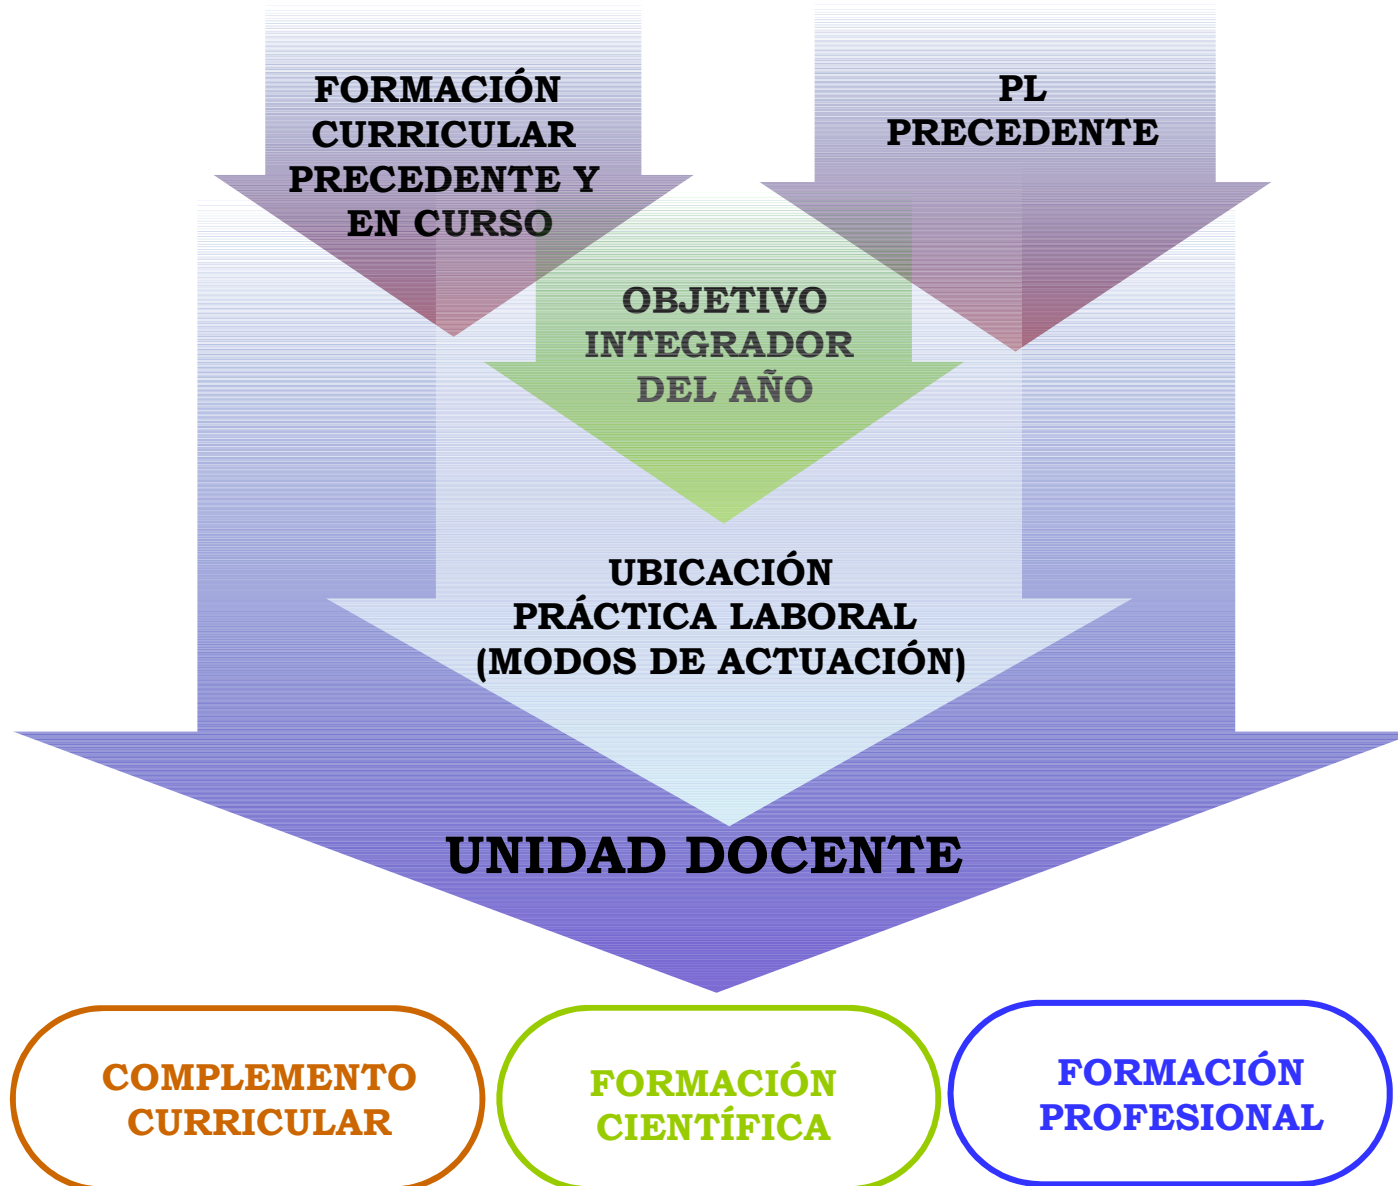 FORMACIÓN
CURRICULAR
PRECEDENTE Y
EN CURSO
PL
PRECEDENTE
OBJETIVO
INTEGRADOR
DEL AÑO
UBICACIÓN
PRÁCTICA LABORAL
(MODOS DE ACTUACIÓN)
UNIDAD DOCENTE
COMPLEMENTO
CURRICULAR
FORMACIÓN
CIENTÍFICA
FORMACIÓN
PROFESIONAL